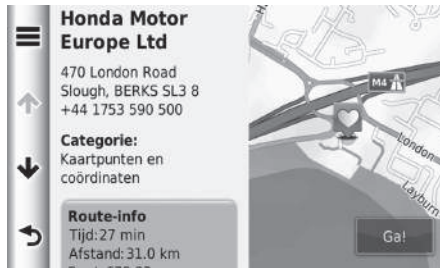 Honda Motor
Europe Ltd
470 London Road
Slough, BERKS SL3 8
+44 1753 590 500
Categorie:
Kaartpunten en
coördinaten
Route-info
Tijd:27 min
Afstand:31.0 km
M4
London
Layburn
Ga!